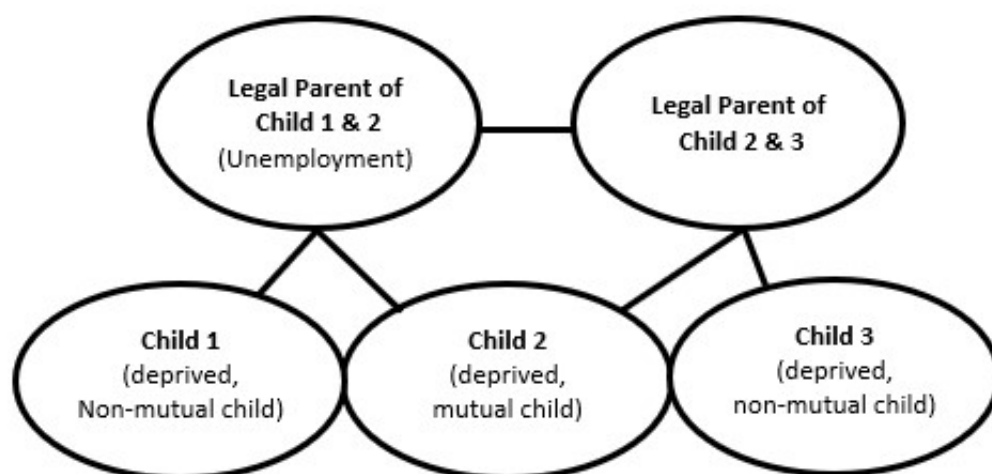 Legal Parent of
Child 1 & 2
(Unemployment)
Legal Parent of
Child 2 & 3
Child 1
(deprived,
Non-mutual child)
Child 2
(deprived,
mutual child)
Child 3
(deprived,
non-mutual child)